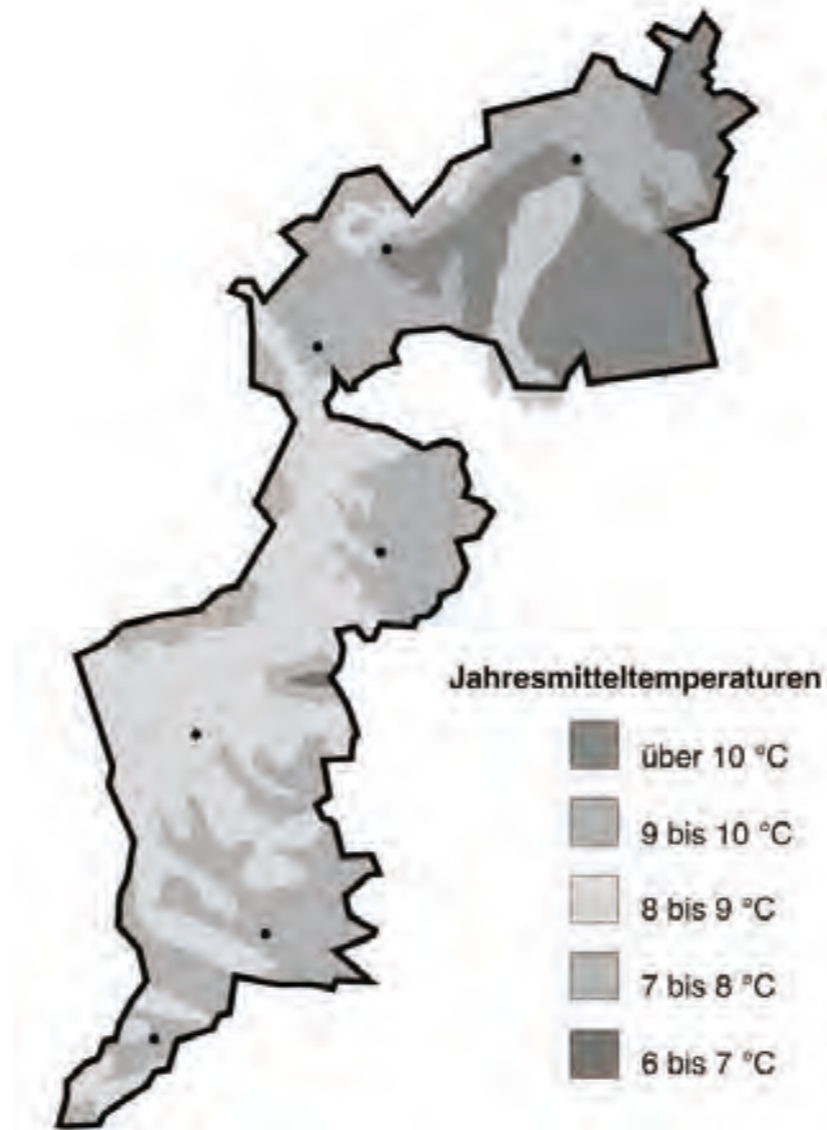 Jahresmitteltemperaturen
über 10 °C
9 bis 10 °C
8 bis 9 °C
7 bis 8 °C
6 bis 7 °C